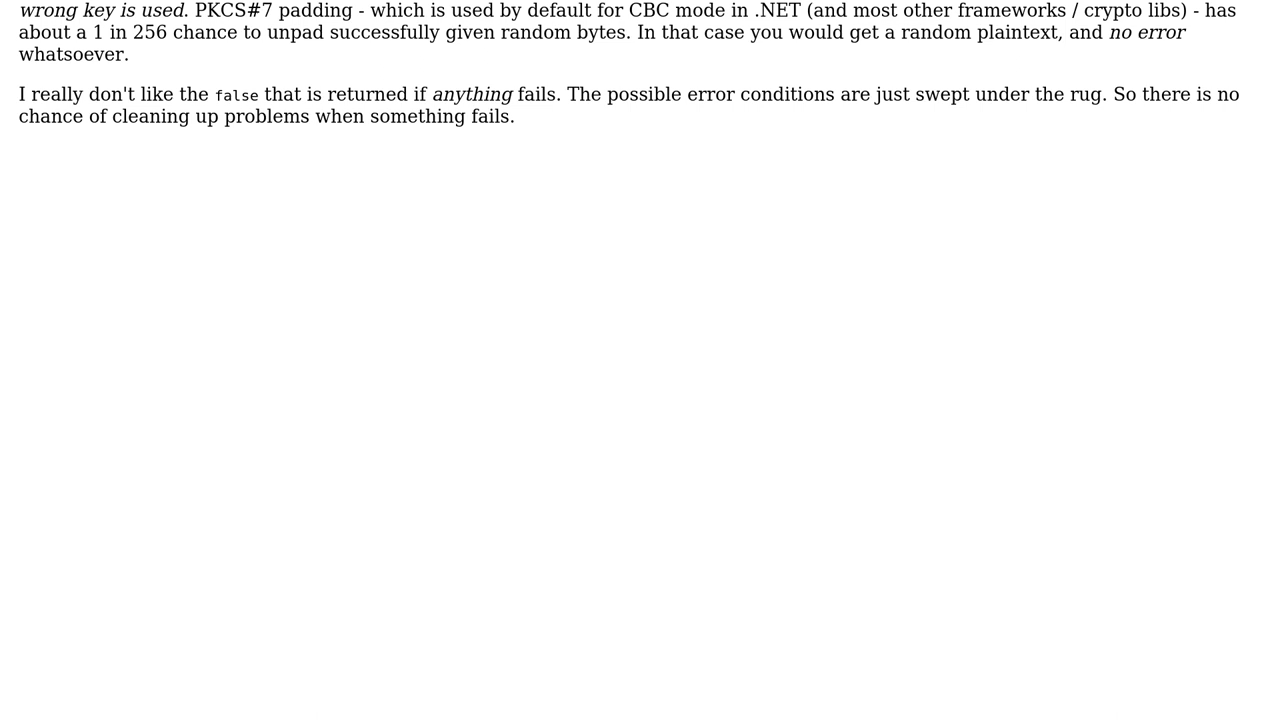 wrong key is used. PKCS#7 padding - which is used by default for CBC mode in .NET (and most other frameworks / crypto libs) - has
about a 1 in 256 chance to unpad successfully given random bytes. In that case you would get a random plaintext, and no error
whatsoever.
I really don't like the false that is returned if anything fails. The possible error conditions are just swept under the rug. So there is no
chance of cleaning up problems when something fails.